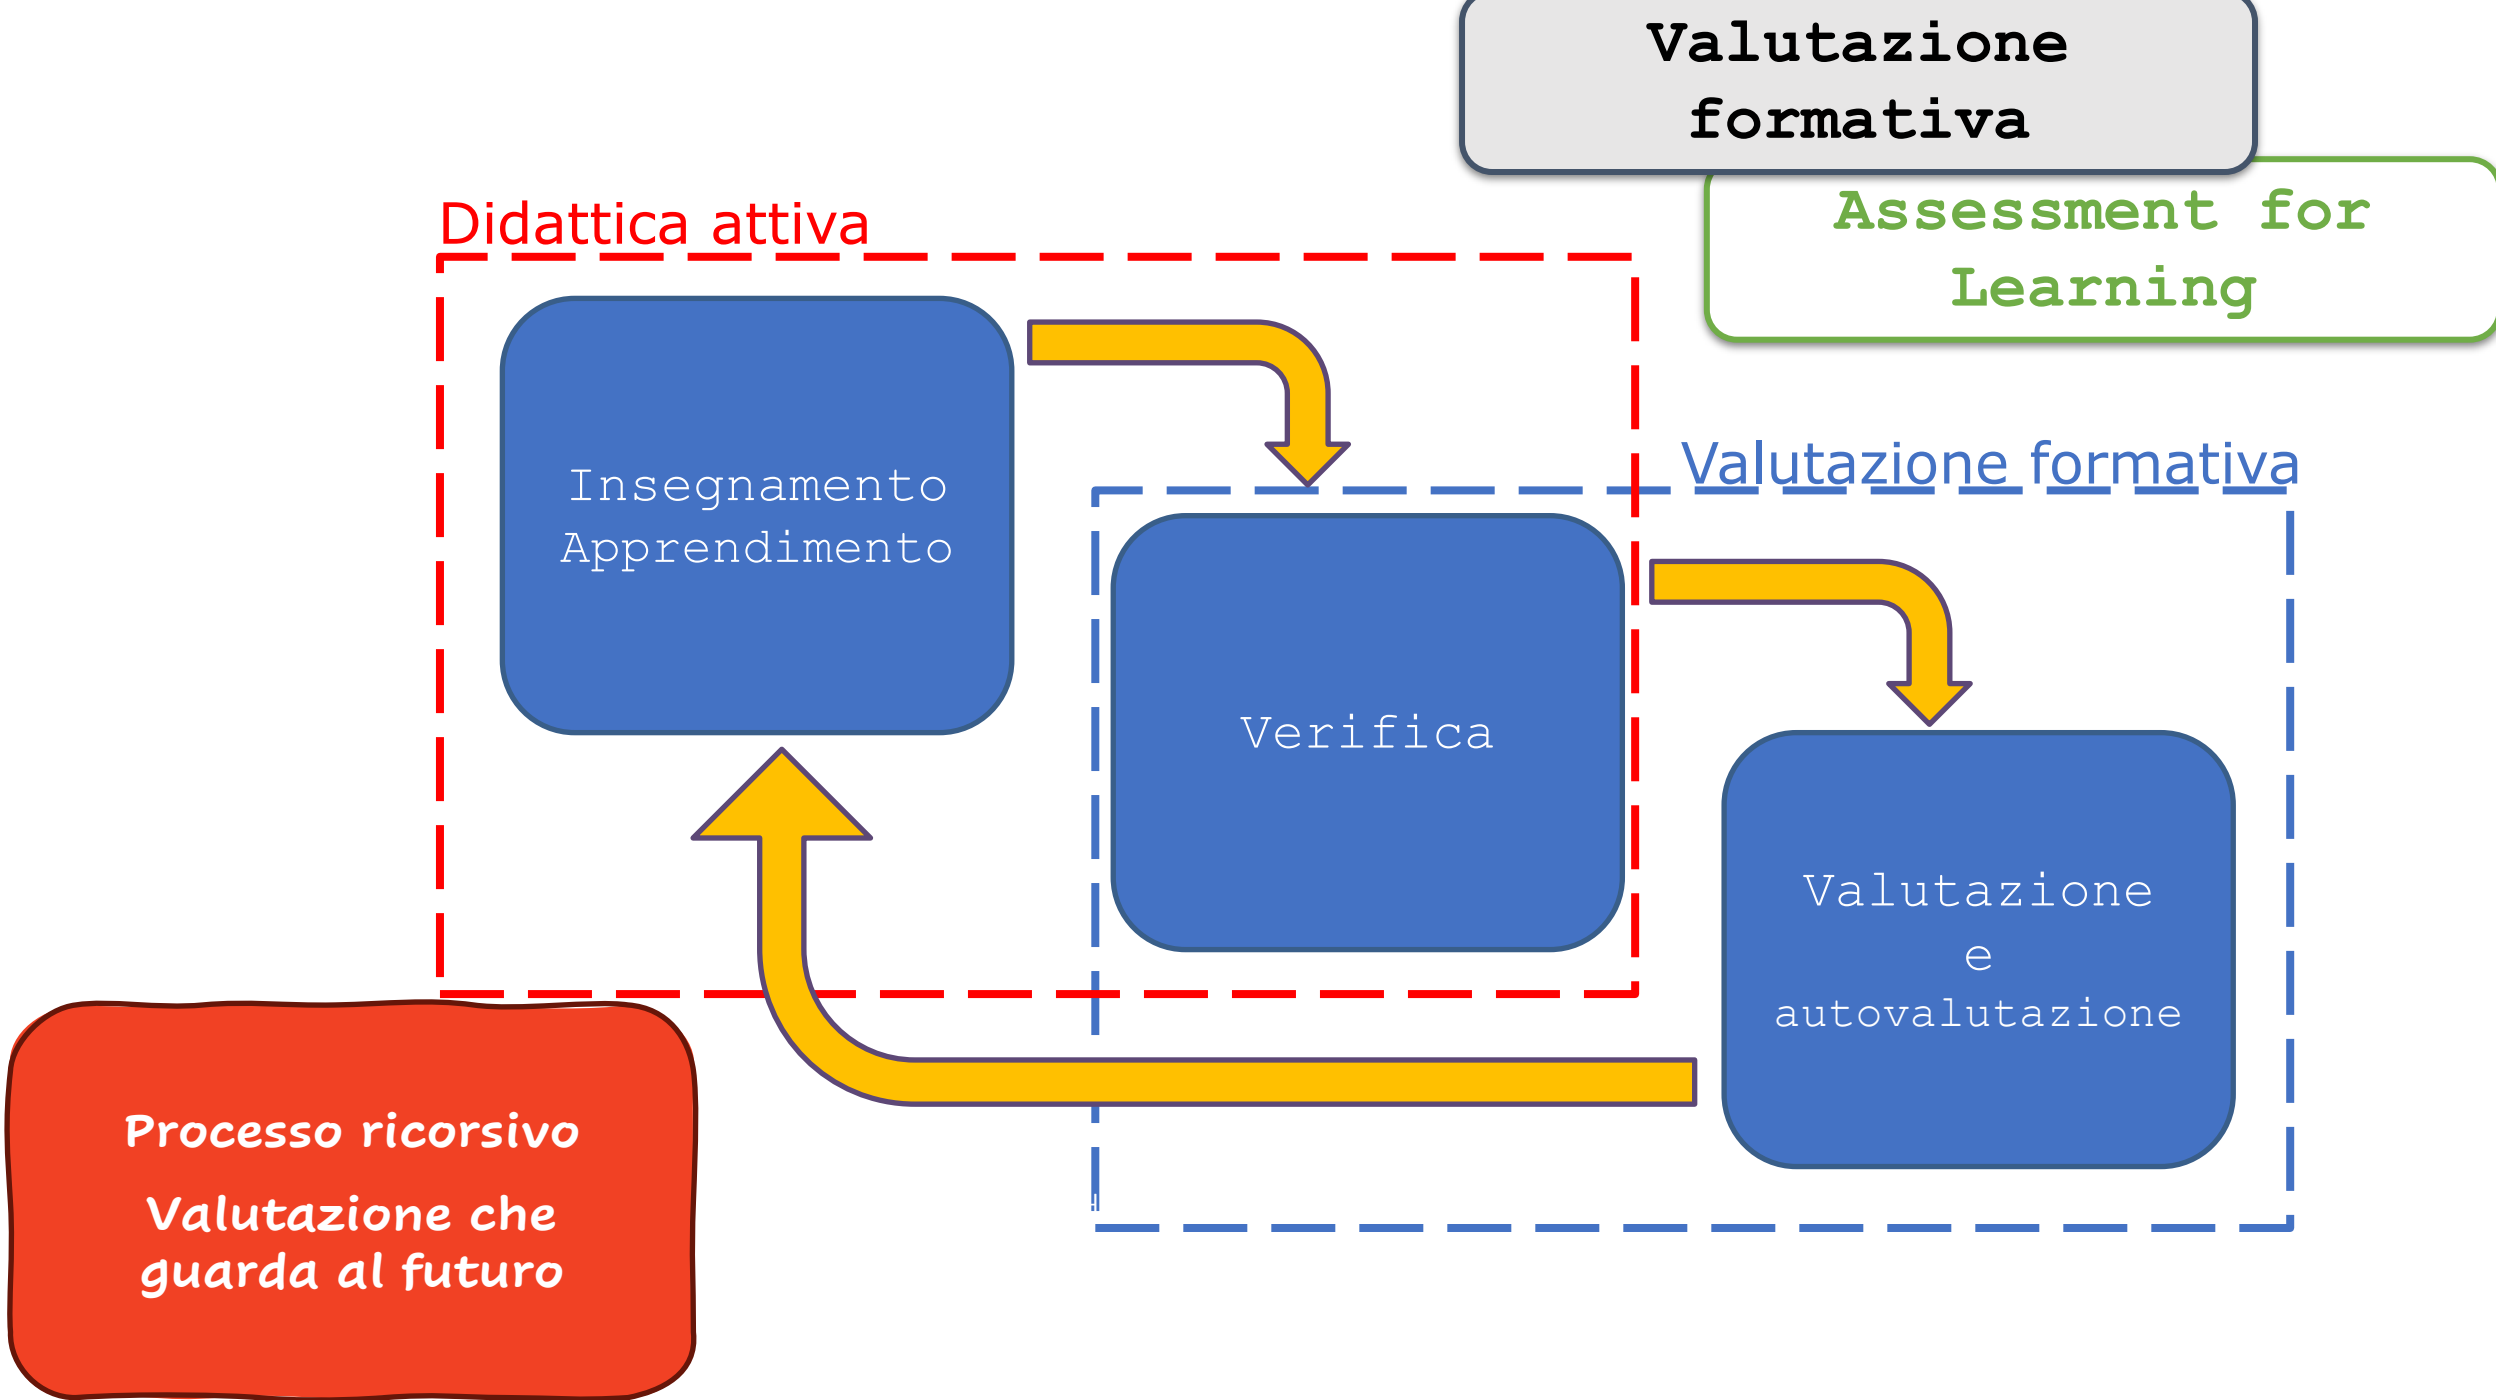 Valutazione
formativa
Assessment for
Learning
Didattica attiva
Insegnamento
Apprendimento
Valutazione formativa
Verifica
Valutazione
e
autovalutazione
Processo ricorsivo
Valutazione che
guarda al futuro